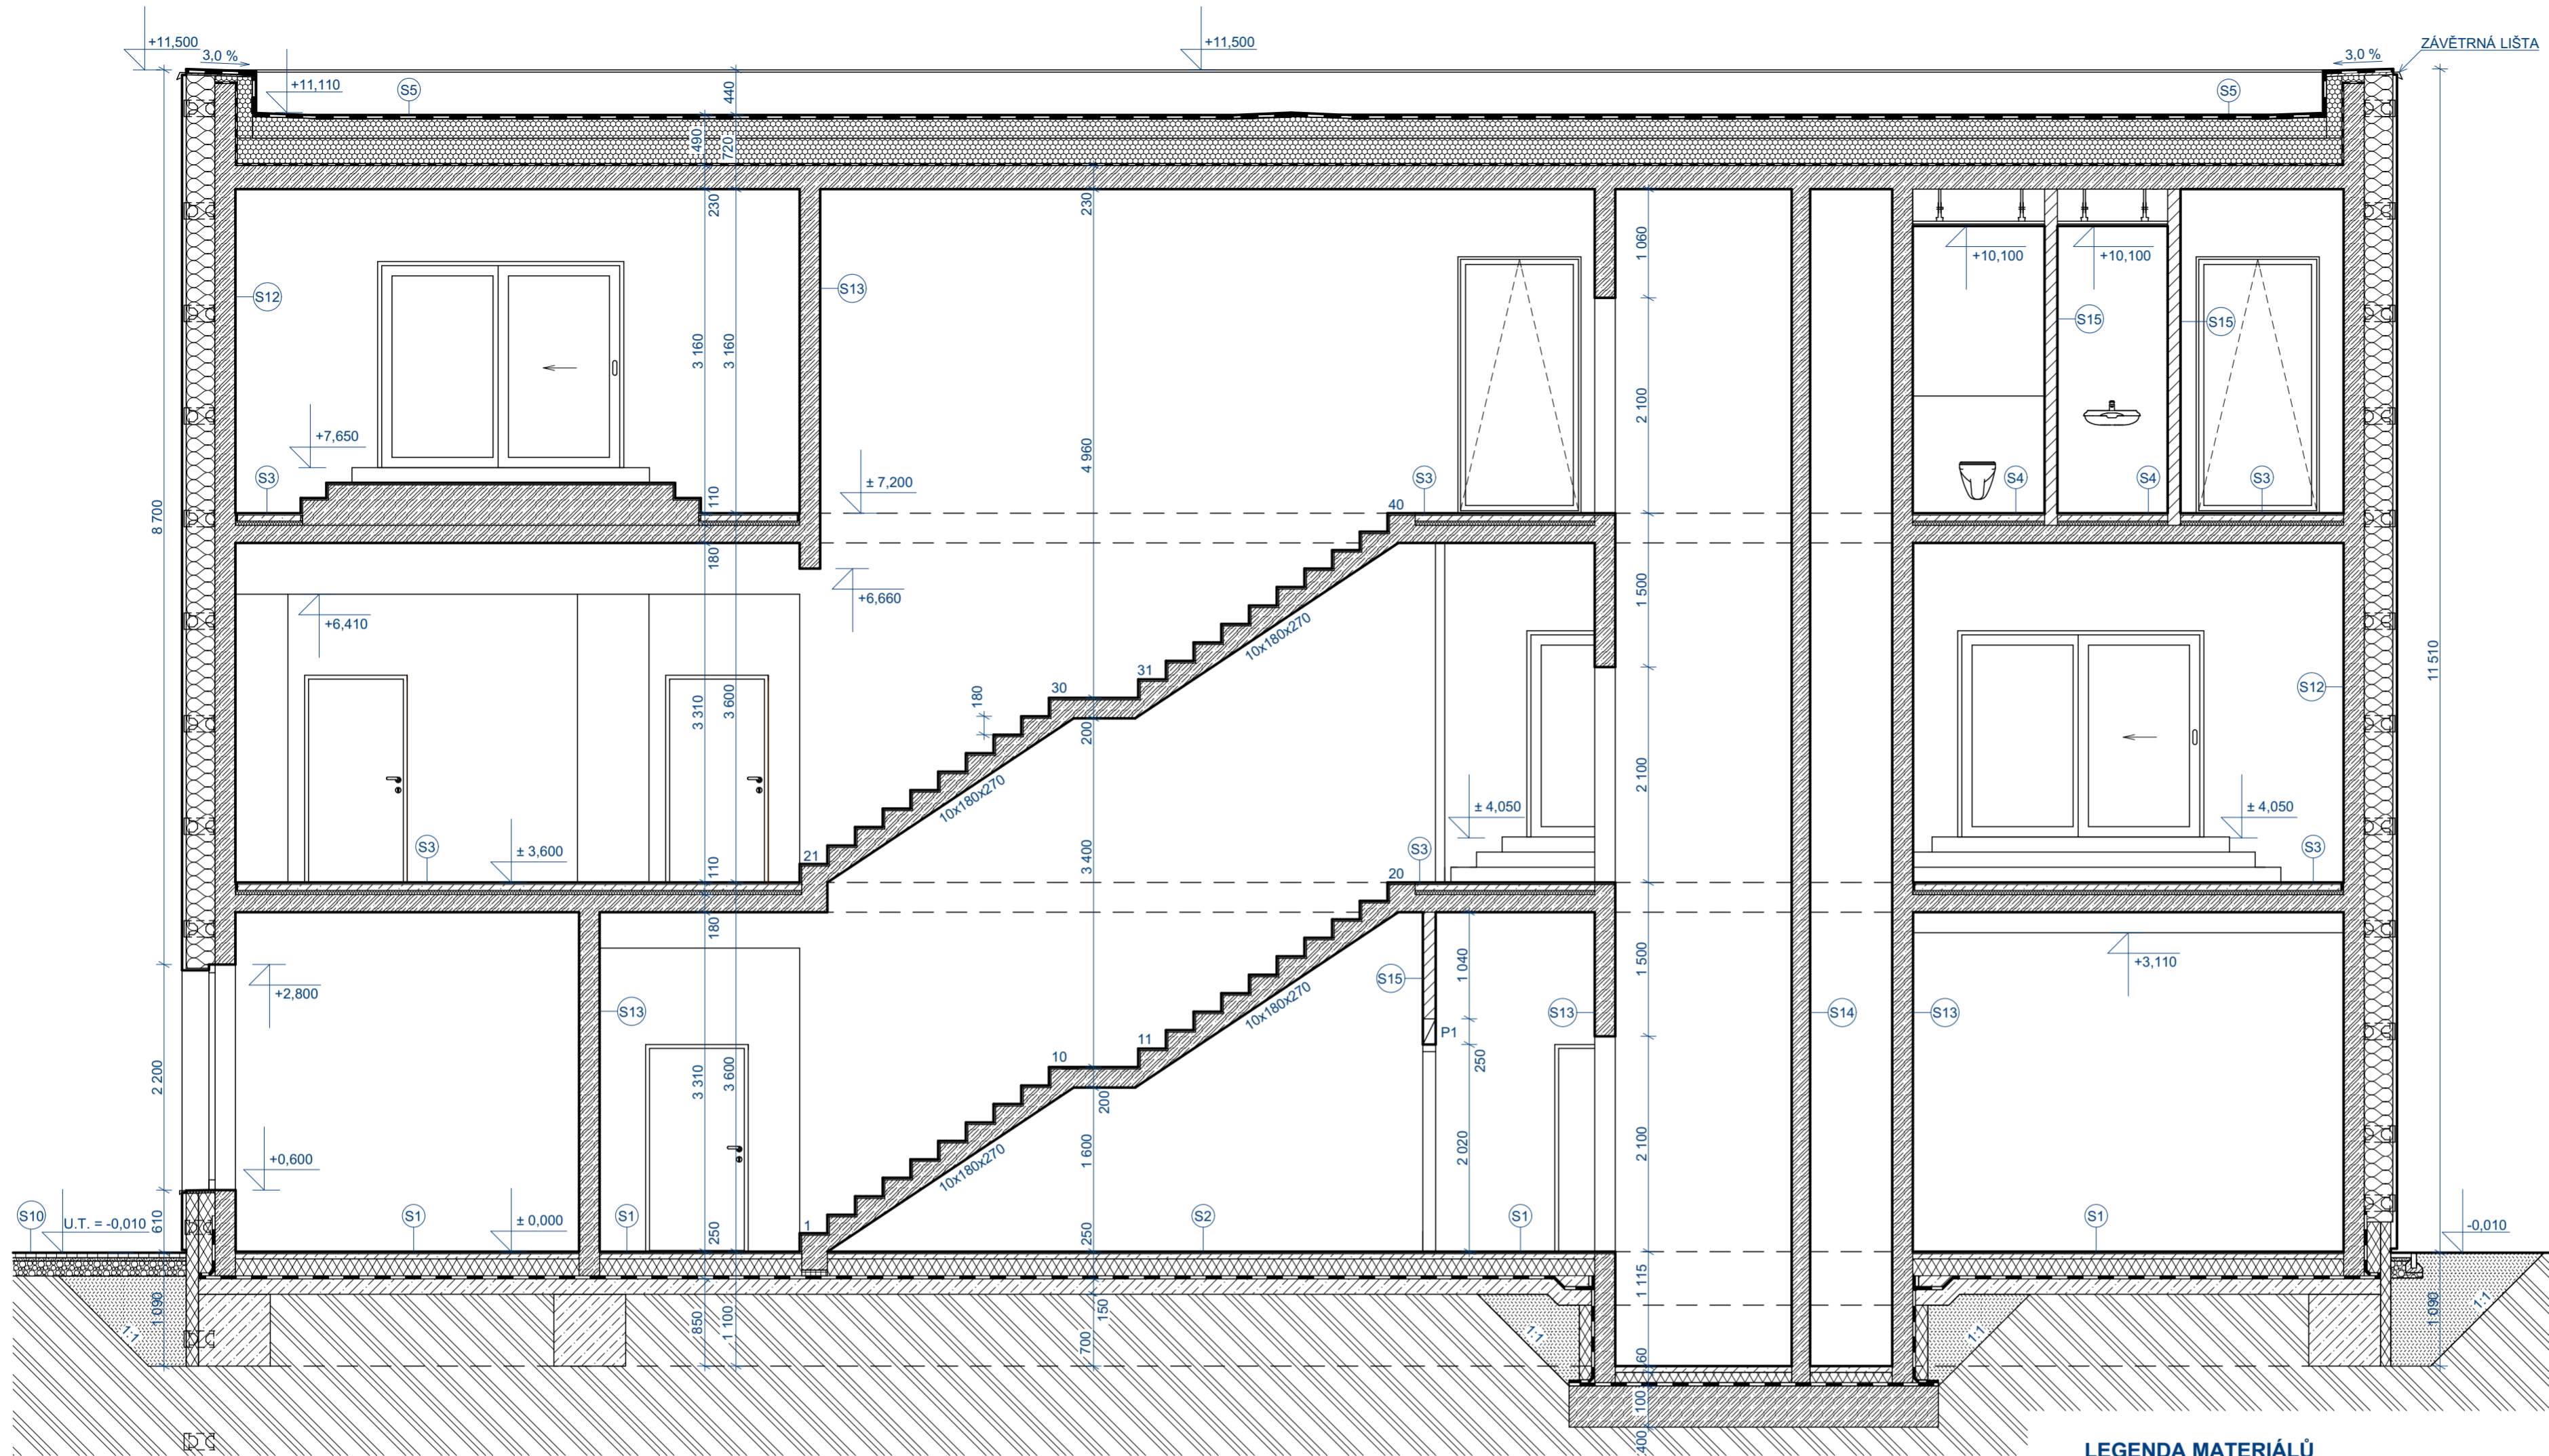 +11,500
3,0 %
+11,500
3,0 %
ZÁVĚTRNÁ LIŠTA
+11,110
S5
440
S5
490
720
230
230
1 060
+10,100
+10,100
S12
S13
S15
S15
3 160
3 160
2 100
+7,650
4 960
S3
± 7,200
S3
S4
S4
S3
110
40
8 700
180
+6,660
1 500
+6,410
10x180x270
31
30
180
11 510
S12
3 310
3 600
200
2 100
10x180x270
± 4,050
± 4,050
S3
± 3,600
21
110
3 400
S3
S3
20
180
1 040
1 500
+3,110
S15
+2,800
S13
10x180x270
S13
S14
S13
P1
11
10
250
2 200
3 310
3 600
200
2 020
2 100
+0,600
1 600
10x180x270
S10
U.T. = -0,010
610
S1
± 0,000
S1
250
1
250
S2
S1
S1
-0,010
1 115
1 090
1:1
850
1 100
150
700
1:1
60
1:1
1 090
1:1
100
400
LEGENDA MATERIÁLŮ